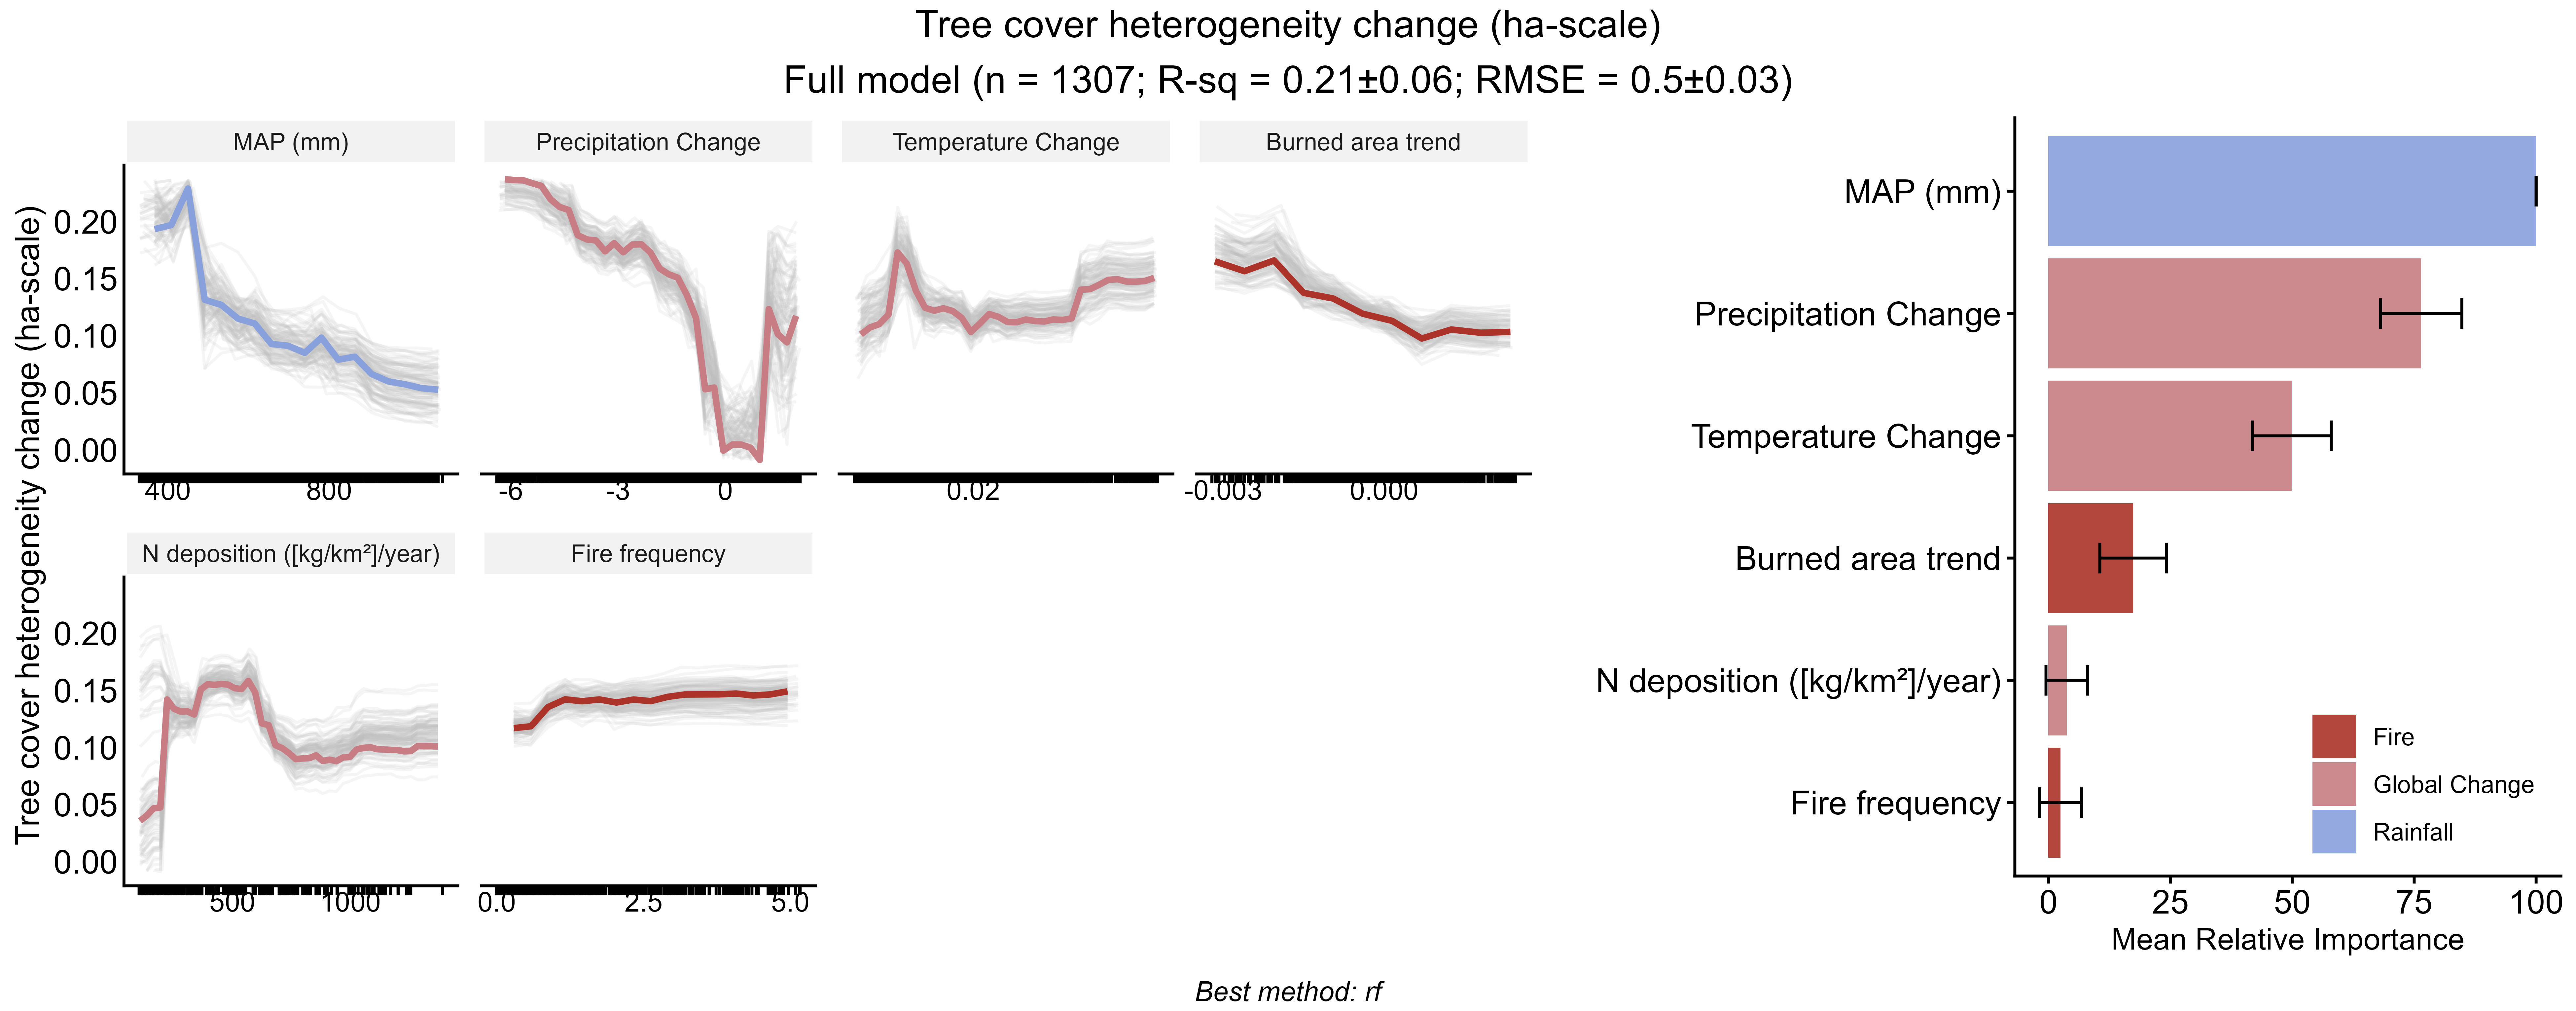 Tree cover heterogeneity change (ha-scale)
Full model (n = 1307; R-sq = 0.21±0.06; RMSE = 0.5±0.03)
Tree cover heterogeneity change (ha-scale)
MAP (mm)
Precipitation Change
Temperature Change
Burned area trend
0.20
0.15
0.10
0.05
0.00
400 800
-6 -3 0
0.02
-0.003 0.000
N deposition ([kg/km²]/year)
Fire frequency
0.20
0.15
0.10
0.05
0.00
500 1000
0.0 2.5 5.0
MAP (mm)
Precipitation Change
Temperature Change
Burned area trend
N deposition ([kg/km²]/year)
Fire frequency
Fire
Global Change
Rainfall
0 25 50 75 100
Mean Relative Importance
Best method: rf